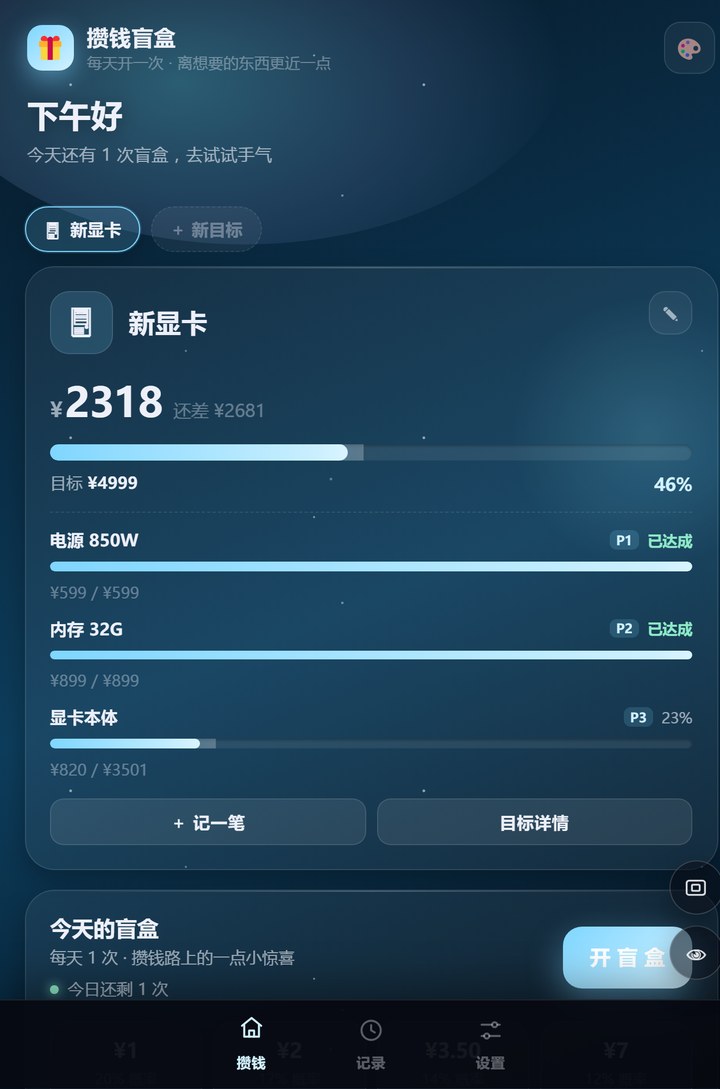 攒钱盲盒
每天开一次 · 离想要的东西更近一点
下午好
今天还有 1 次盲盒，去试试手气
新显卡
+ 新目标
新显卡
¥2318 还差 ¥2681
目标 ¥4999
46%
电源 850W
P1 已达成
¥599 / ¥599
内存 32G
P2 已达成
¥899 / ¥899
显卡本体
P3 23%
¥820 / ¥3501
+ 记一笔
目标详情
今天的盲盒
每天 1 次 · 攒钱路上的一点小惊喜
今日还剩 1 次
开盲盒
¥1
¥2
¥3.50
¥7
攒钱
记录
设置